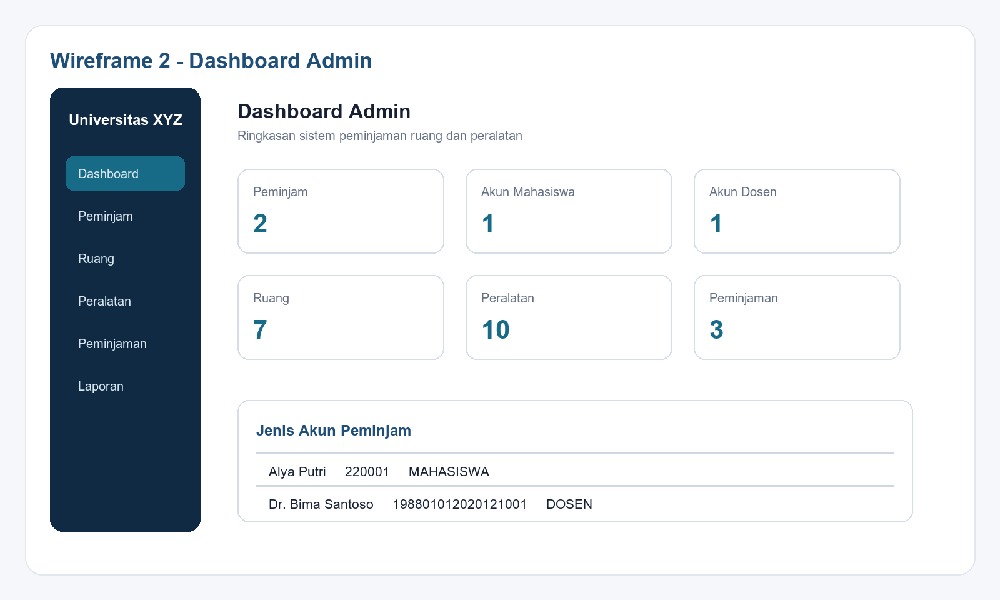 Wireframe 2 - Dashboard Admin
Universitas XYZ
Dashboard
Peminjam
Ruang
Peralatan
Peminjaman
Laporan
Dashboard Admin
Ringkasan sistem peminjaman ruang dan peralatan
Peminjam
2
Akun Mahasiswa
1
Akun Dosen
1
Ruang
7
Peralatan
10
Peminjaman
3
Jenis Akun Peminjam
Alya Putri 220001 MAHASISWA
Dr. Bima Santoso 198801012020121001 DOSEN